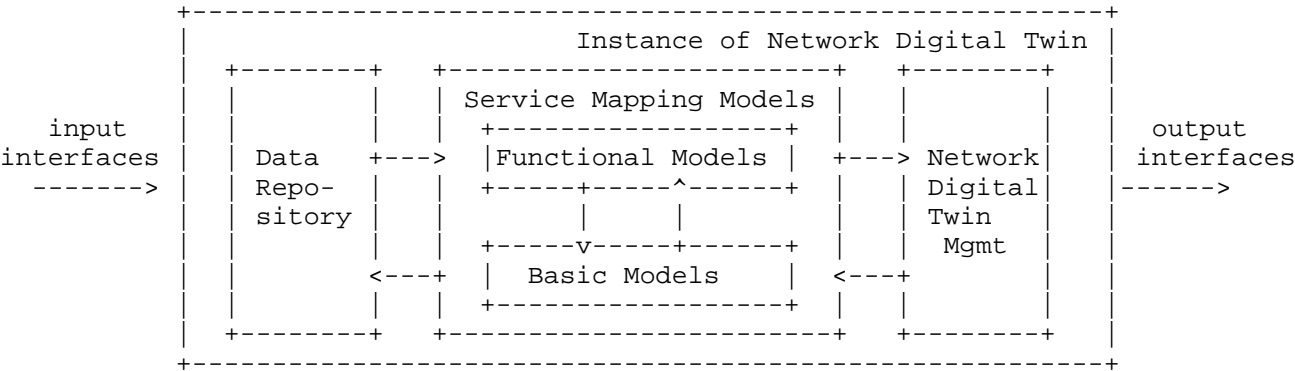 Instance of Network Digital Twin
Service Mapping Models
input
interfaces
Data
Repo-
sitory
Functional Models
Basic Models
Network
Digital
Twin
Mgmt
output
interfaces